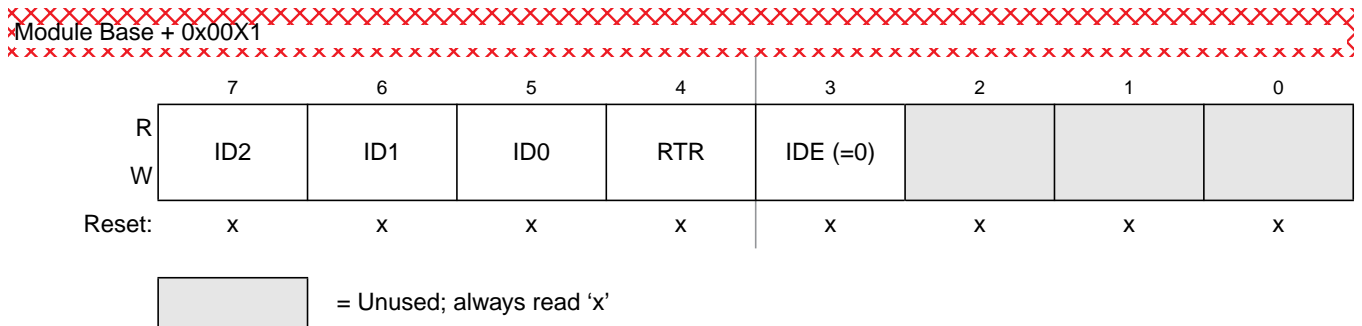 Module Base + 0x00X1
7 6 5 4 3 2 1 0
R
W
ID2 ID1 ID0 RTR IDE (=0)
Reset: x x x x x x x x
= Unused; always read ‘x’